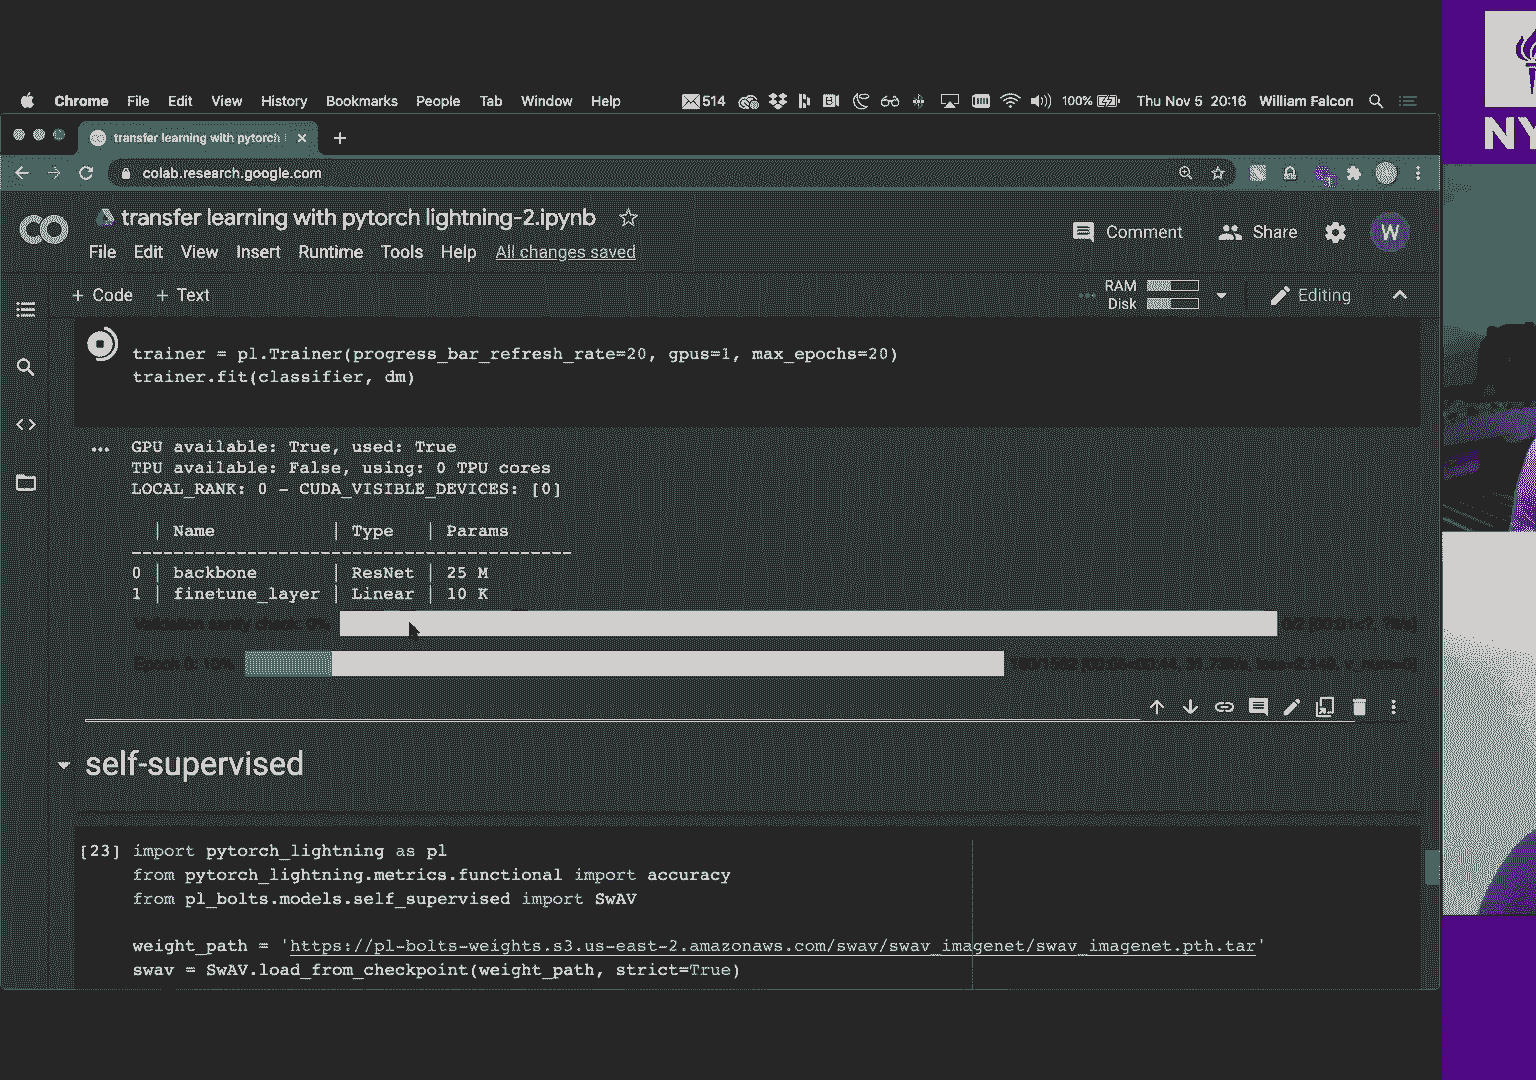 Chrome File Edit View History Bookmarks People Tab Window Help 514 100% Thu Nov 5 20:16 William Falcon
NY
transfer learning with pytorch
colab.research.google.com
CO transfer learning with pytorch lightning-2.ipynb
Comment Share W
File Edit View Insert Runtime Tools Help All changes saved
+ Code + Text RAM Disk Editing
trainer = pl.Trainer(progress_bar_refresh_rate=20, gpus=1, max_epochs=20)
trainer.fit(classifier, dm)
GPU available: True, used: True
TPU available: False, using: 0 TPU cores
LOCAL_RANK: 0 - CUDA_VISIBLE_DEVICES: [0]
| Name | Type | Params
------------------------------------------
0 | backbone | ResNet | 25 M
1 | finetune_layer | Linear | 10 K
Validation sanity check: 0%
Epoch 0:
self-supervised
[23] import pytorch_lightning as pl
from pytorch_lightning.metrics.functional import accuracy
from pl_bolts.models.self_supervised import SwAV
weight_path = 'https://pl-bolts-weights.s3.us-east-2.amazonaws.com/swav/swav_imagenet/swav_imagenet.pth.tar'
swav = SwAV.load_from_checkpoint(weight_path, strict=True)